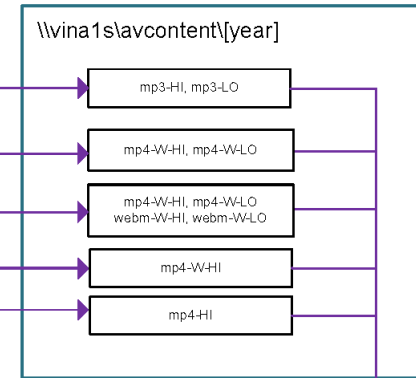 \\vina1s\avcontent\[year]
mp3-HI, mp3-LO
mp4-W-HI, mp4-W-LO
mp4-W-HI, mp4-W-LO
webm-W-HI, webm-W-LO
mp4-W-HI
mp4-HI